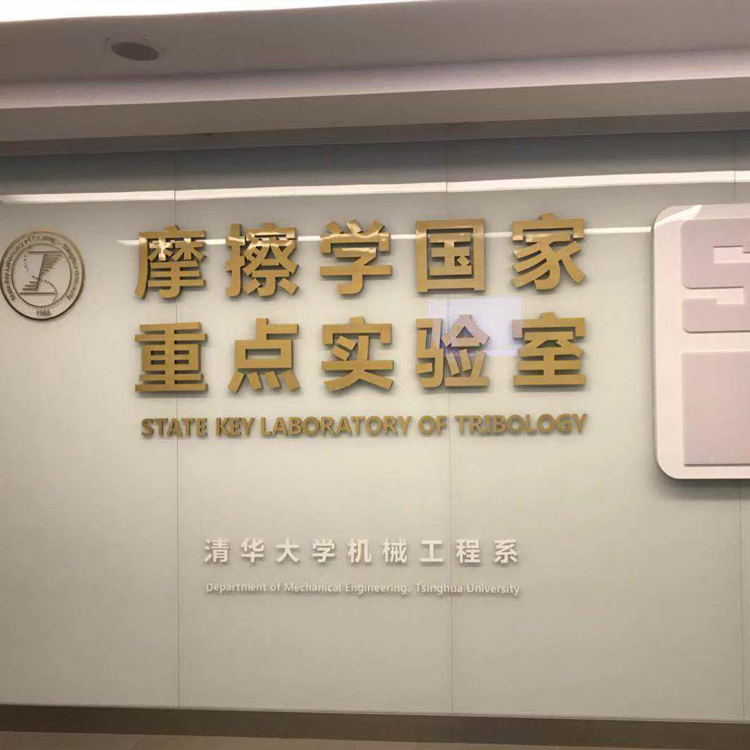 摩擦学国家
重点实验室
STATE KEY LABORATORY OF TRIBOLOGY
清华大学机械工程系
Department of Mechanical Engineering, Tsinghua University